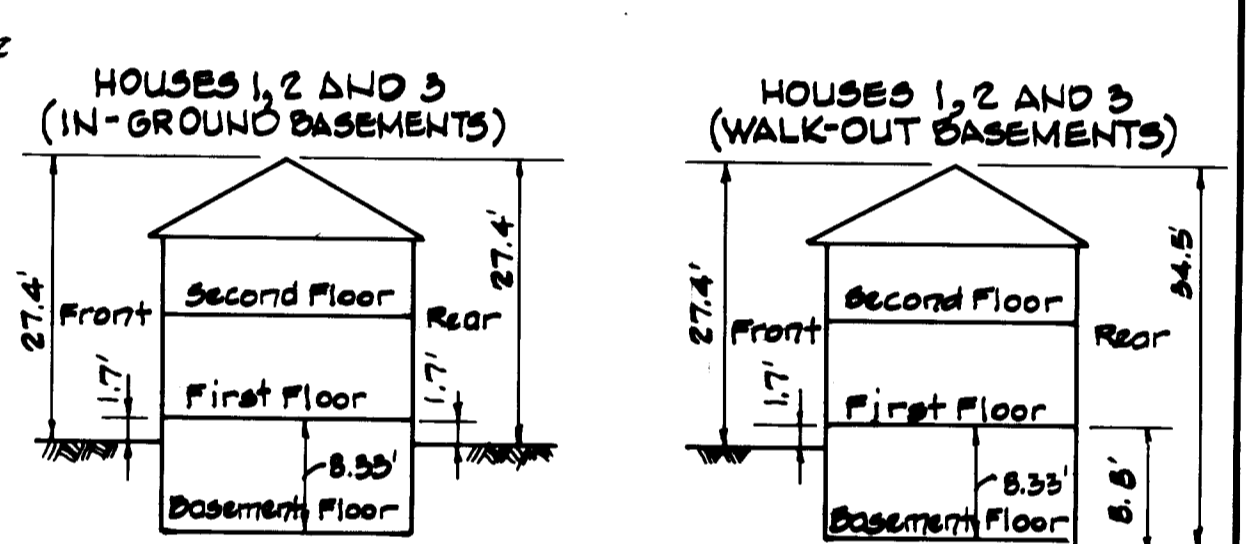 HOUSES 1, 2 AND 3
(IN-GROUND BASEMENTS)
27.4'
Front
1.7'
Second Floor
First Floor
8.33'
Basement Floor
Rear
1.7'
27.4'
HOUSES 1, 2 AND 3
(WALK-OUT BASEMENTS)
27.4'
Front
1.7'
Second Floor
First Floor
8.33'
Basement Floor
Rear
8.8'
34.5'